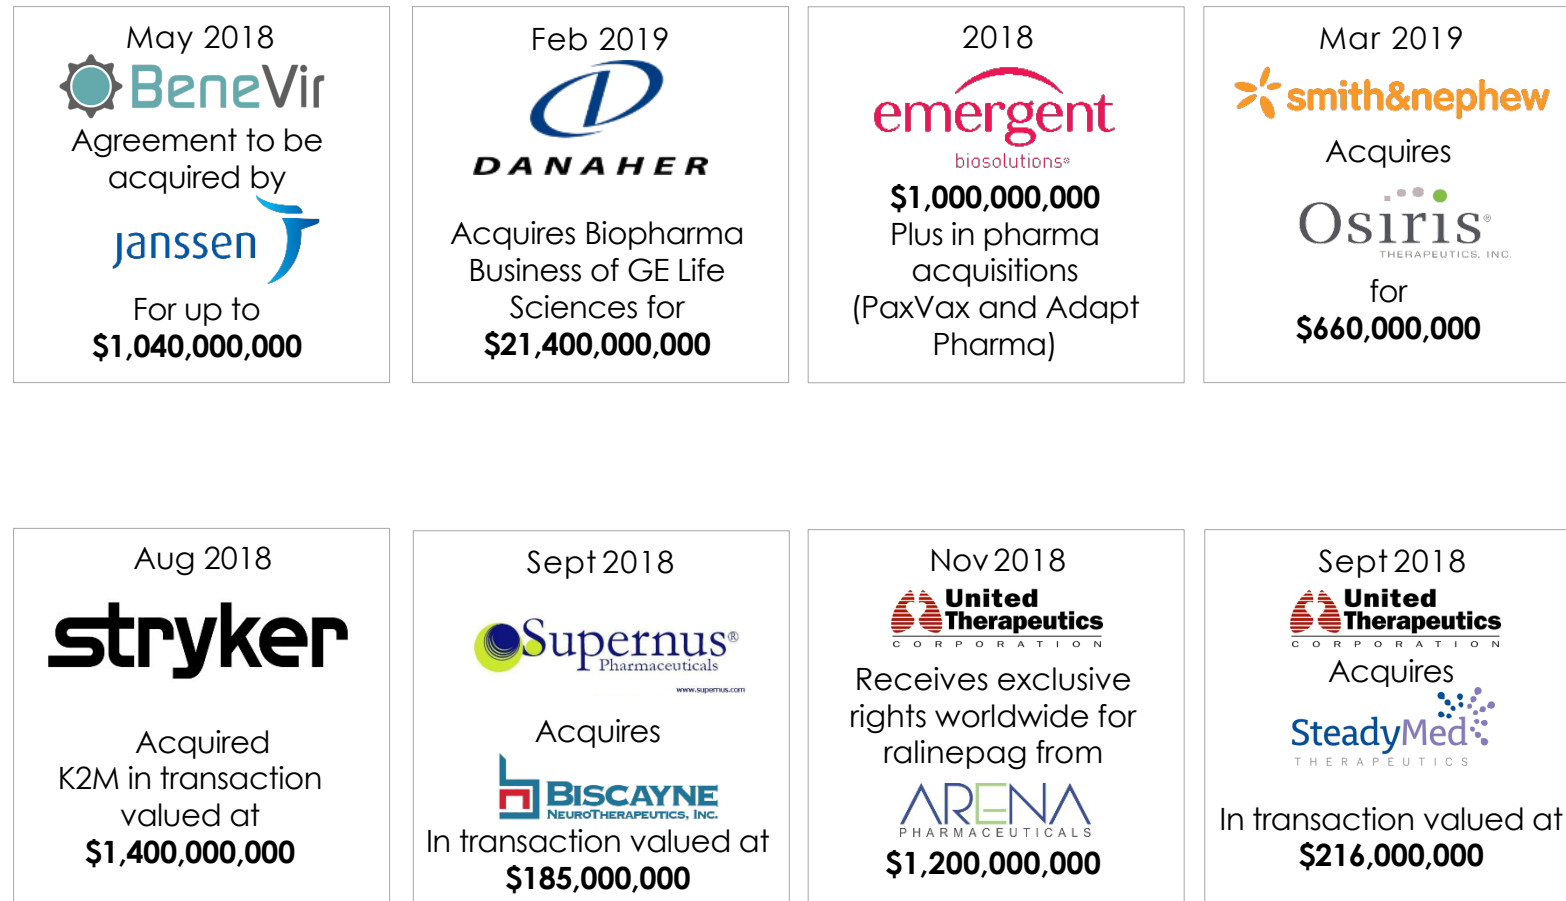 May 2018
BeneVir
Agreement to be
acquired by
janssen
For up to
$1,040,000,000
Feb 2019
DANAHER
Acquires Biopharma
Business of GE Life
Sciences for
$21,400,000,000
2018
emergent
biosolutions®
$1,000,000,000
Plus in pharma
acquisitions
(PaxVax and Adapt
Pharma)
Mar 2019
smith&nephew
Acquires
Osiris®
THERAPEUTICS, INC.
for
$660,000,000
Aug 2018
stryker
Acquired
K2M in transaction
valued at
$1,400,000,000
Sept 2018
Supernus®
Pharmaceuticals
www.supernus.com
Acquires
BISCAYNE
NEUROTHERAPEUTICS, INC.
In transaction valued at
$185,000,000
Nov 2018
United
Therapeutics
CORPORATION
Receives exclusive
rights worldwide for
ralinepag from
ARENA
PHARMACEUTICALS
$1,200,000,000
Sept 2018
United
Therapeutics
CORPORATION
Acquires
SteadyMed
THERAPEUTICS
In transaction valued at
$216,000,000